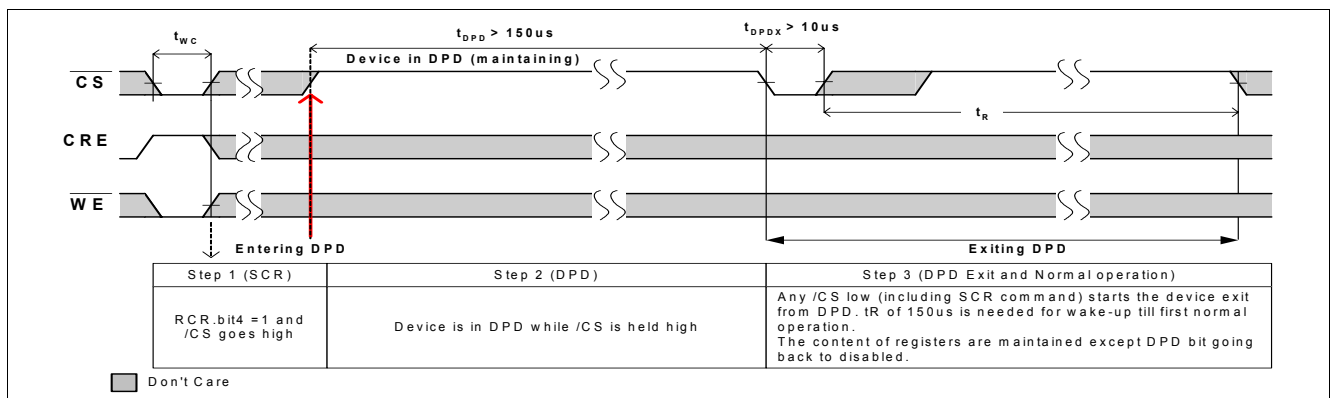 tWC
tDPD > 150us
tDPDX > 10us
Device in DPD (maintaining)
CS
tR
CRE
WE
Entering DPD
Exiting DPD
Step 1 (SCR)
Step 2 (DPD)
Step 3 (DPD Exit and Normal operation)
RCR.bit4 =1 and
/CS goes high
Device is in DPD while /CS is held high
Any /CS low (including SCR command) starts the device exit
from DPD. tR of 150us is needed for wake-up till first normal
operation.
The content of registers are maintained except DPD bit going
back to disabled.
Don't Care